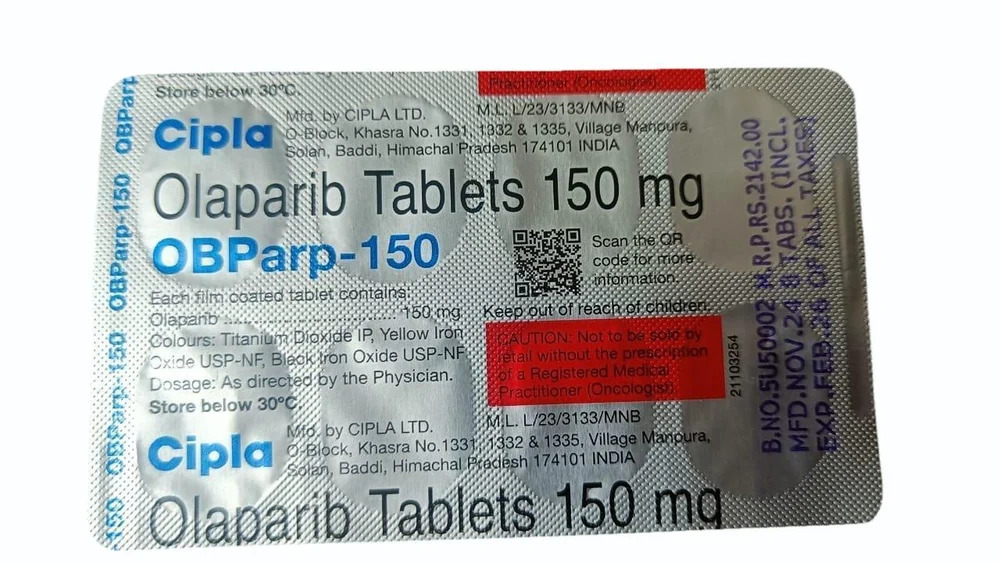 Practitioner (Oncologist)
Store below 30°C.
Cipla
Mfd. by CIPLA LTD. M.L. L/23/3133/MNB
O-Block, Khasra No.1331, 1332 & 1335, Village Manpura,
Solan, Baddi, Himachal Pradesh 174101 INDIA
Olaparib Tablets 150 mg
OBParp-150
Scan the QR
code for more
information.
Each film coated tablet contains:
Olaparib .......................... 150 mg
Colours: Titanium Dioxide IP, Yellow Iron
Oxide USP-NF, Black Iron Oxide USP-NF
Dosage: As directed by the Physician.
Store below 30°C.
Keep out of reach of children.
CAUTION: Not to be sold by
retail without the prescription
of a Registered Medical
Practitioner (Oncologist)
21103254
Cipla
Mfd. by CIPLA LTD. M.L. L/23/3133/MNB
O-Block, Khasra No.1331, 1332 & 1335, Village Manpura,
Solan, Baddi, Himachal Pradesh 174101 INDIA
Olaparib Tablets 150 mg
-150 OBParp-150 OBParp-150 OBParp
B.NO.5U50002 M.R.P.RS.2142.00
MFD.NOV.24 8 TABS. (INCL.
EXP.FEB.26 OF ALL TAXES)